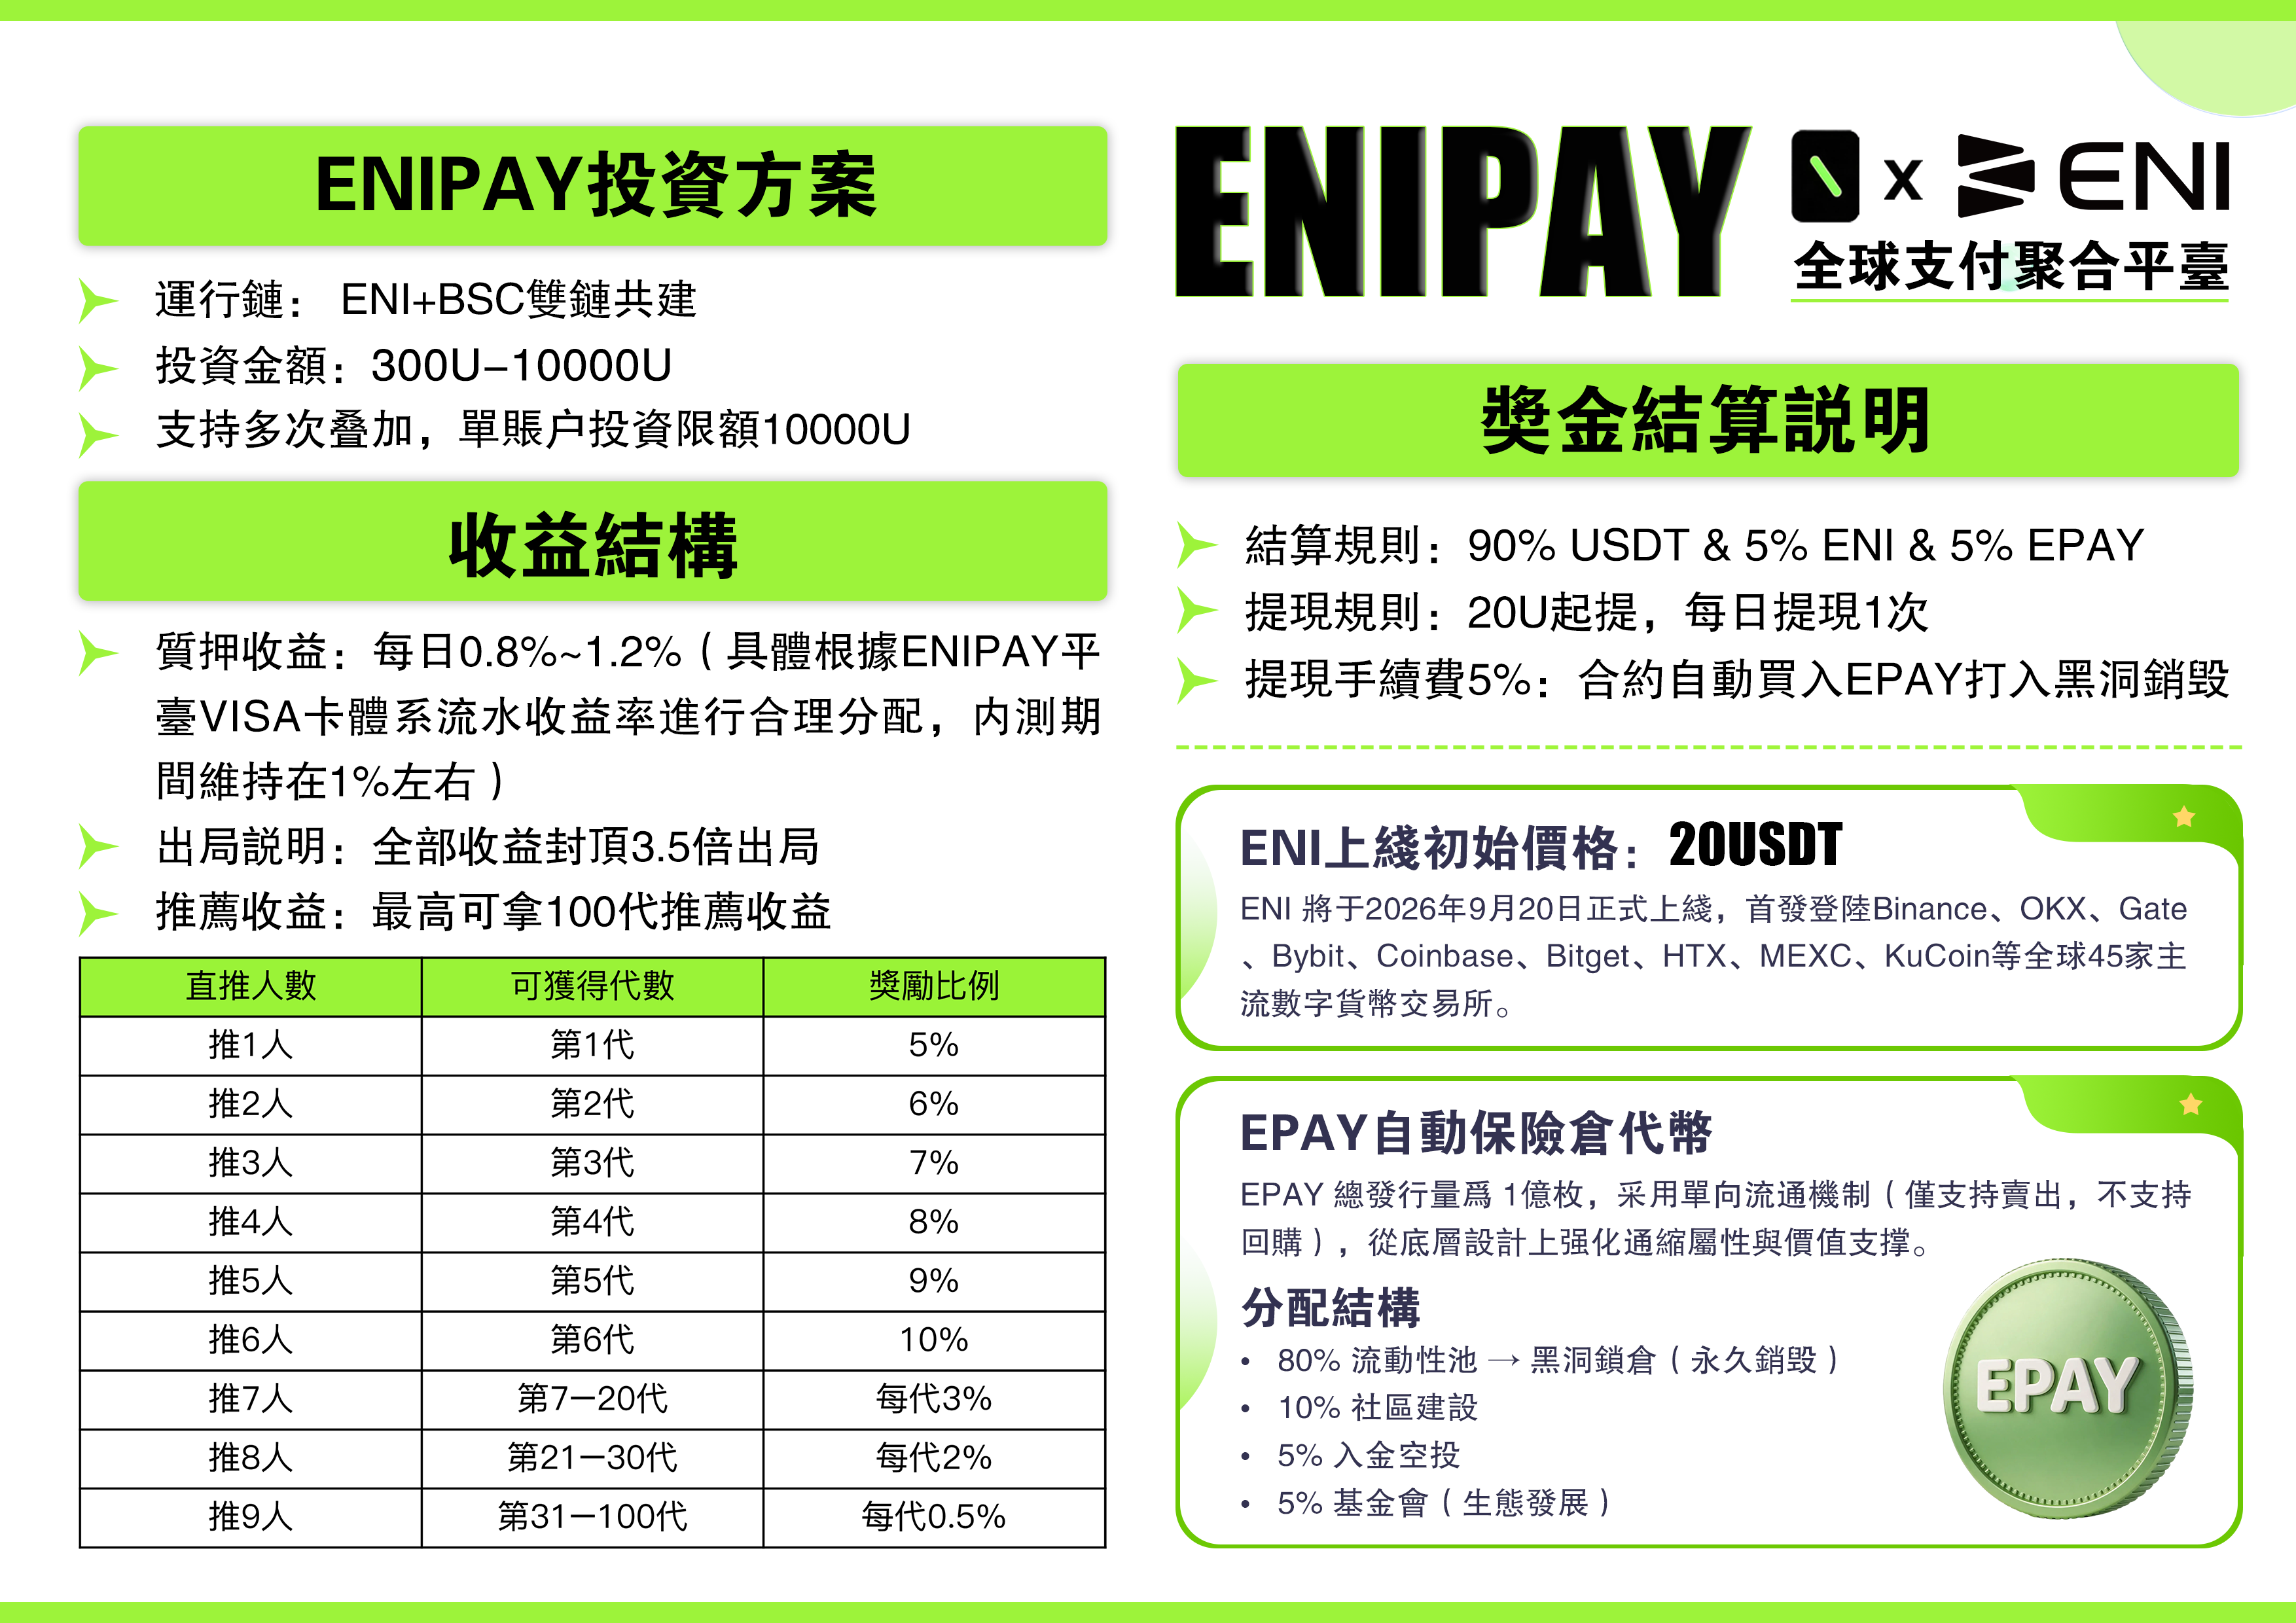 ENIPAY投資方案
運行鏈： ENI+BSC雙鏈共建
投資金額：300U-10000U
支持多次叠加，單賬户投資限額10000U
收益結構
質押收益：每日0.8%~1.2%（具體根據ENIPAY平
臺VISA卡體系流水收益率進行合理分配，内測期
間維持在1%左右）
出局説明：全部收益封頂3.5倍出局
推薦收益：最高可拿100代推薦收益
直推人數 可獲得代數 獎勵比例
推1人 第1代 5%
推2人 第2代 6%
推3人 第3代 7%
推4人 第4代 8%
推5人 第5代 9%
推6人 第6代 10%
推7人 第7—20代 每代3%
推8人 第21—30代 每代2%
推9人 第31—100代 每代0.5%
ENIPAY x ENI
全球支付聚合平臺
獎金結算説明
結算規則：90% USDT & 5% ENI & 5% EPAY
提現規則：20U起提，每日提現1次
提現手續費5%：合約自動買入EPAY打入黑洞銷毀
ENI上綫初始價格：20USDT
ENI 將于2026年9月20日正式上綫，首發登陸Binance、OKX、Gate
、Bybit、Coinbase、Bitget、HTX、MEXC、KuCoin等全球45家主
流數字貨幣交易所。
EPAY自動保險倉代幣
EPAY 總發行量爲 1億枚，采用單向流通機制（僅支持賣出，不支持
回購），從底層設計上强化通縮屬性與價值支撑。
分配結構
• 80% 流動性池 → 黑洞鎖倉（永久銷毀）
• 10% 社區建設
• 5% 入金空投
• 5% 基金會（生態發展）
EPAY